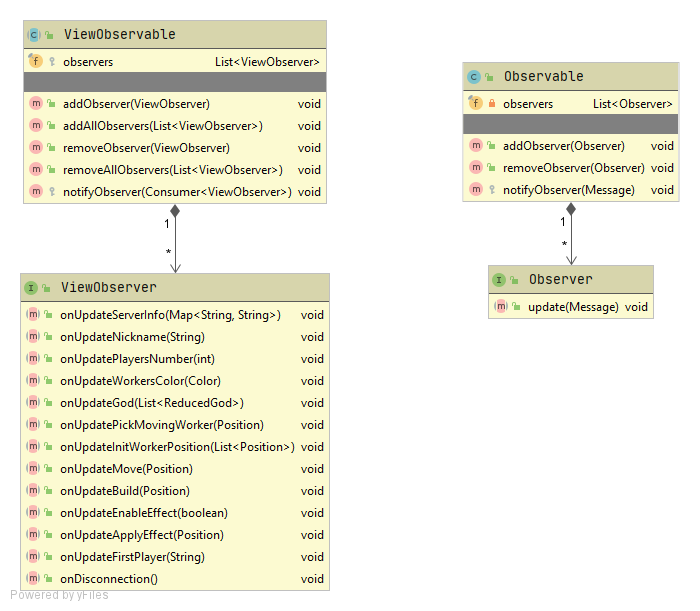 ViewObservable
observers List<ViewObserver>
addObserver(ViewObserver) void
addAllObservers(List<ViewObserver>) void
removeObserver(ViewObserver) void
removeAllObservers(List<ViewObserver>) void
notifyObserver(Consumer<ViewObserver>) void
1
*
ViewObserver
onUpdateServerInfo(Map<String, String>) void
onUpdateNickname(String) void
onUpdatePlayersNumber(int) void
onUpdateWorkersColor(Color) void
onUpdateGod(List<ReducedGod>) void
onUpdatePickMovingWorker(Position) void
onUpdateInitWorkerPosition(List<Position>) void
onUpdateMove(Position) void
onUpdateBuild(Position) void
onUpdateEnableEffect(boolean) void
onUpdateApplyEffect(Position) void
onUpdateFirstPlayer(String) void
onDisconnection() void
Observable
observers List<Observer>
addObserver(Observer) void
removeObserver(Observer) void
notifyObserver(Message) void
1
*
Observer
update(Message) void
Powered by yFiles